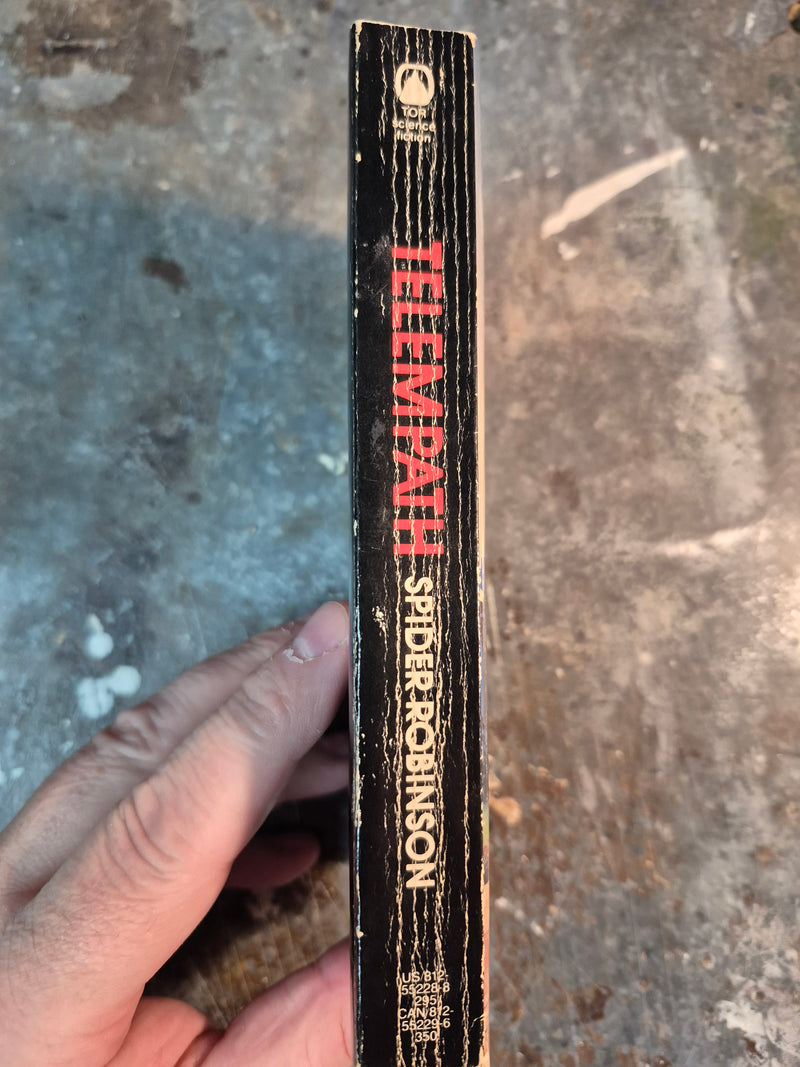 TOR
science
fiction
TELEMPATH
SPIDER ROBINSON
US/812-
55228-8
295
CAN/812-
55229-6
350